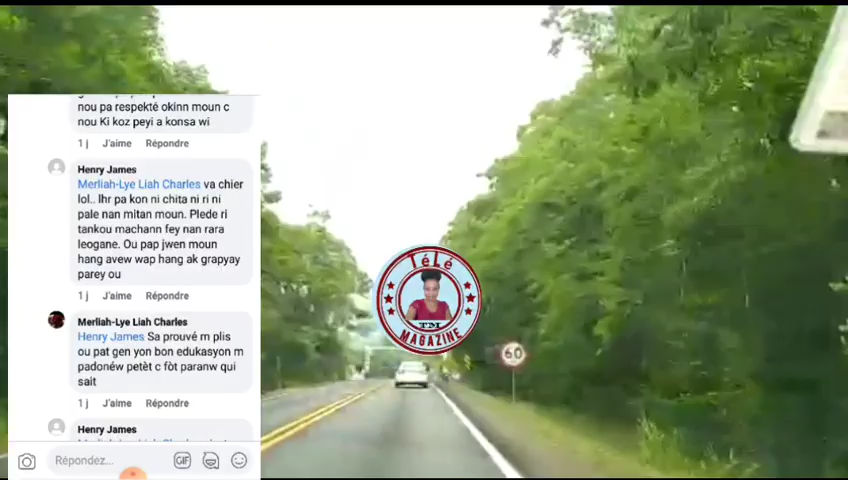 nou pa respekté okinn moun c
nou Ki koz peyi a konsa wi
1 j J'aime Répondre
Henry James
Merliah-Lye Liah Charles va chier
lol.. lhr pa kon ni chita ni ri ni
pale nan mitan moun. Plede ri
tankou machann fey nan rara
leogane. Ou pap jwen moun
hang avew wap hang ak grapyay
parey ou
1 j J'aime Répondre
Merliah-Lye Liah Charles
Henry James Sa prouvé m plis
ou pat gen yon bon edukasyon m
padonéw petèt c fòt paranw qui
sait
1 j J'aime Répondre
Henry James
Répondez...
GIF
TéLé
TM
MAGAZINE
60